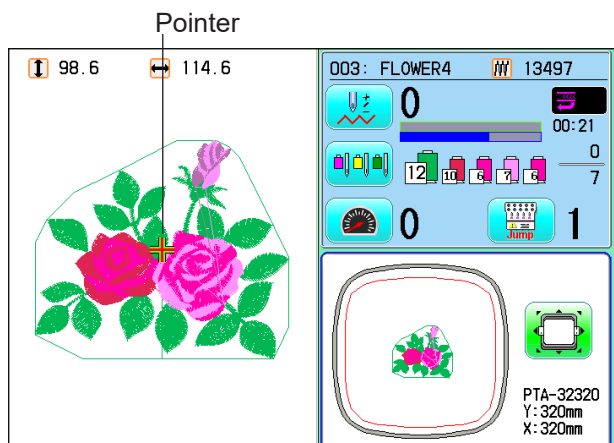 Pointer
98.6 114.6
003: FLOWER4 13497
0
00:21
12 10 6 7 6
0
7
0 Jump 1
PTA-32320
Y:320mm
X:320mm